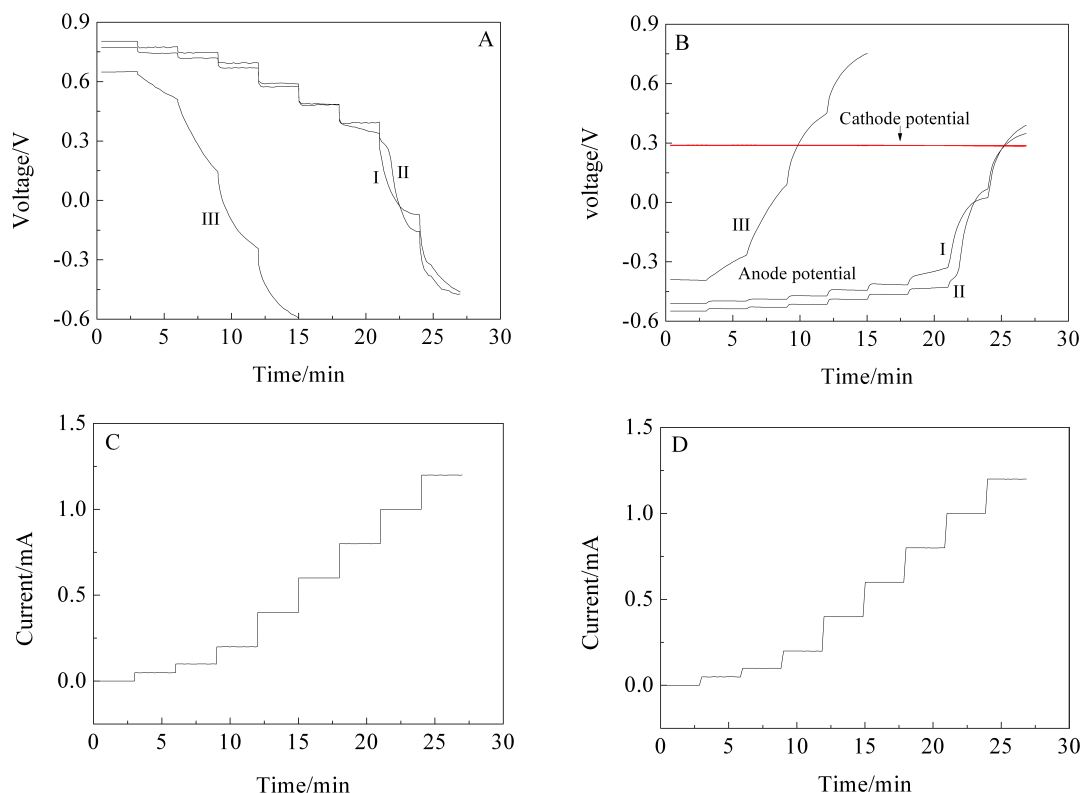 A
0.9
0.6
0.3
0.0
-0.3
-0.6
Voltage/V
I
II
III
0 5 10 15 20 25 30
Time/min
B
0.9
0.6
0.3
0.0
-0.3
-0.6
voltage/V
Cathode potential
III
I
Anode potential
II
0 5 10 15 20 25 30
Time/min
C
1.5
1.0
0.5
0.0
Current/mA
0 5 10 15 20 25 30
Time/min
D
1.5
1.0
0.5
0.0
Current/mA
0 5 10 15 20 25 30
Time/min